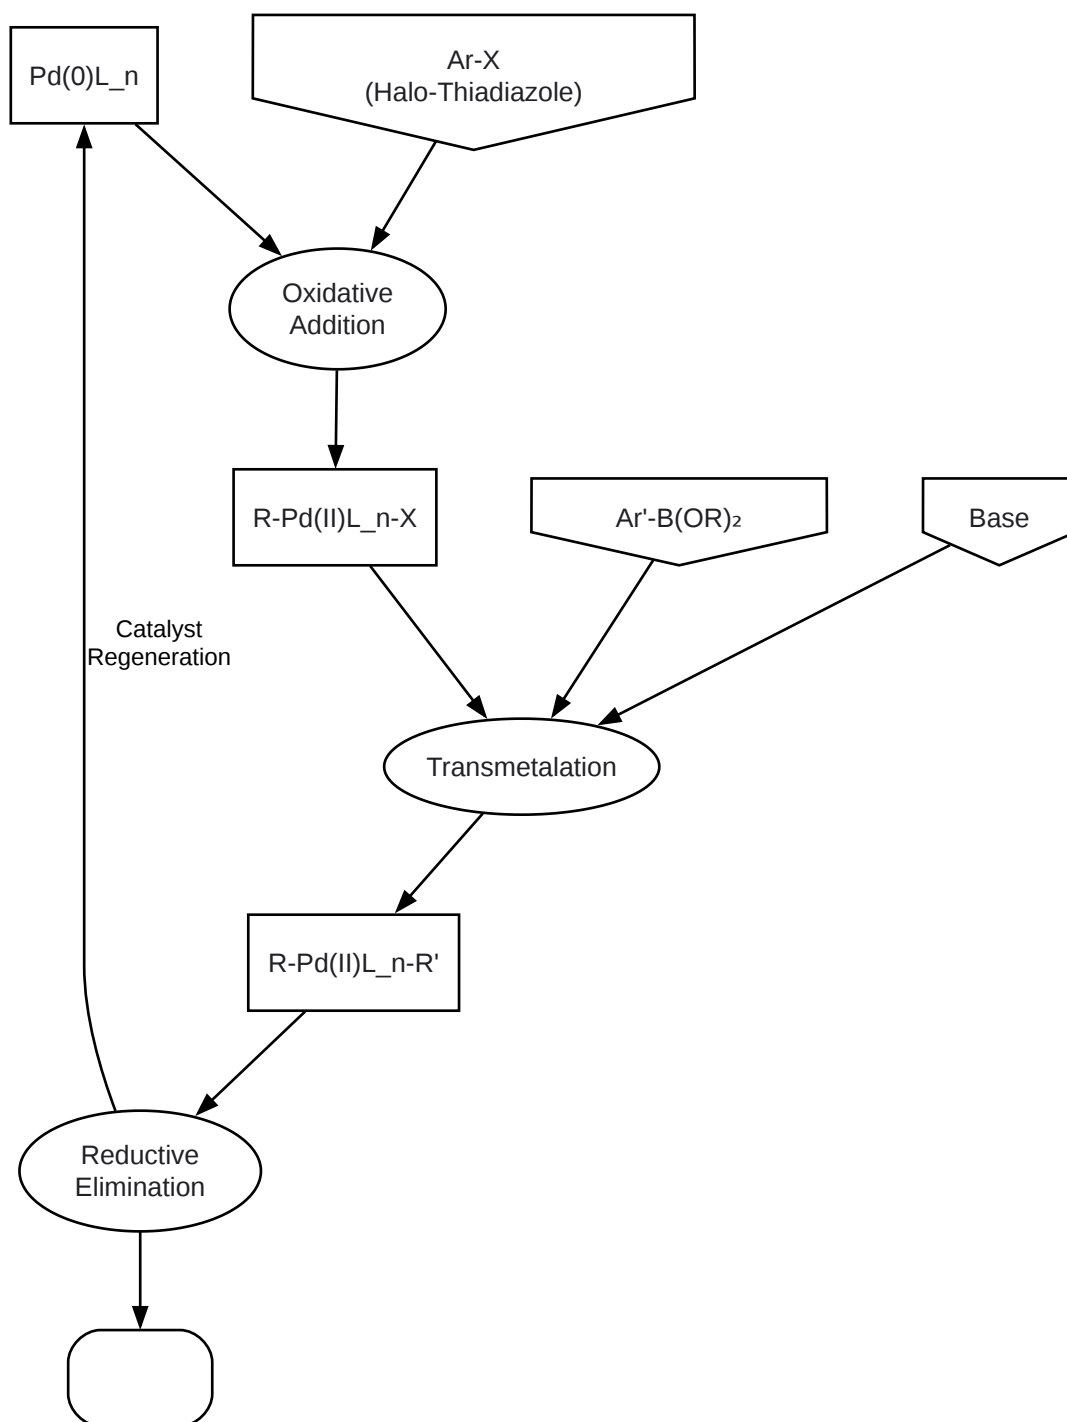 Pd(0)L_n
Ar-X
(Halo-Thiadiazole)
Oxidative
Addition
R-Pd(II)L_n-X
Ar'-B(OR)₂
Base
Catalyst
Regeneration
Transmetalation
R-Pd(II)L_n-R'
Reductive
Elimination